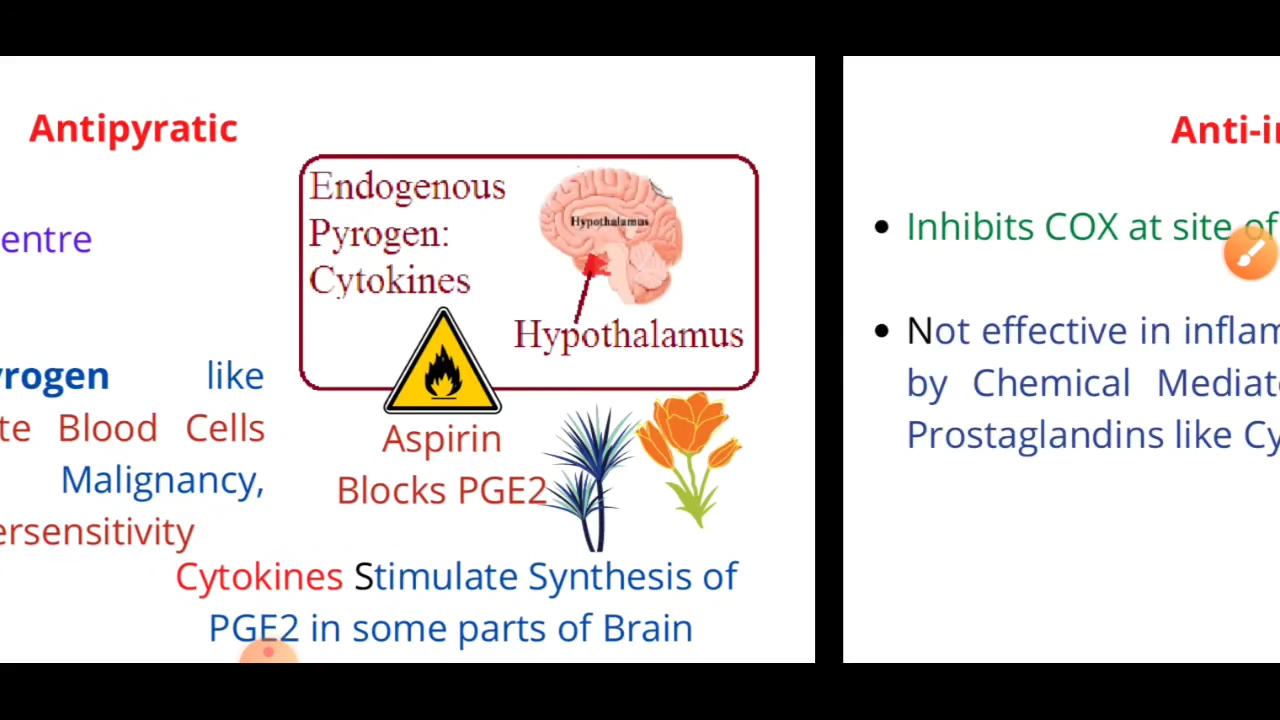 Antipyratic
Endogenous
Pyrogen:
Cytokines
Hypothalamus
Hypothalamus
entre
yrogen like
te Blood Cells
Malignancy,
ersensitivity
Aspirin
Blocks PGE2
Cytokines Stimulate Synthesis of
PGE2 in some parts of Brain
Anti-in
Inhibits COX at site of
Not effective in inflam
by Chemical Mediato
Prostaglandins like Cy